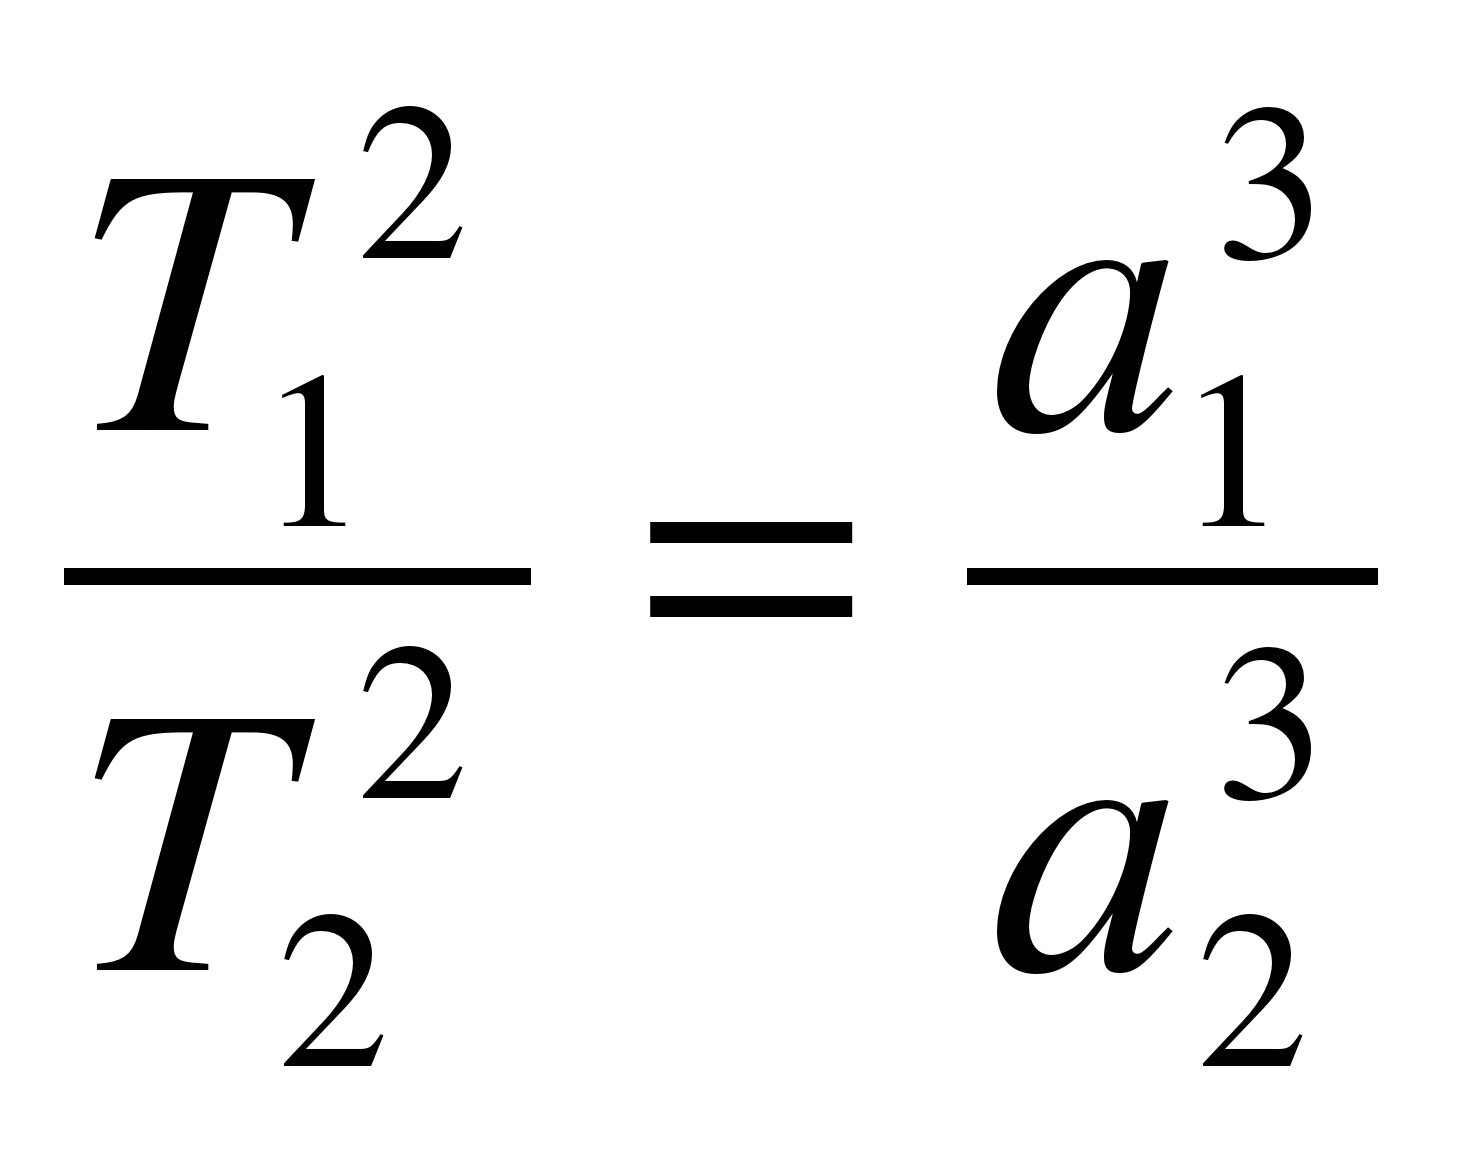 T₁² / T₂² = a₁³ / a₂³